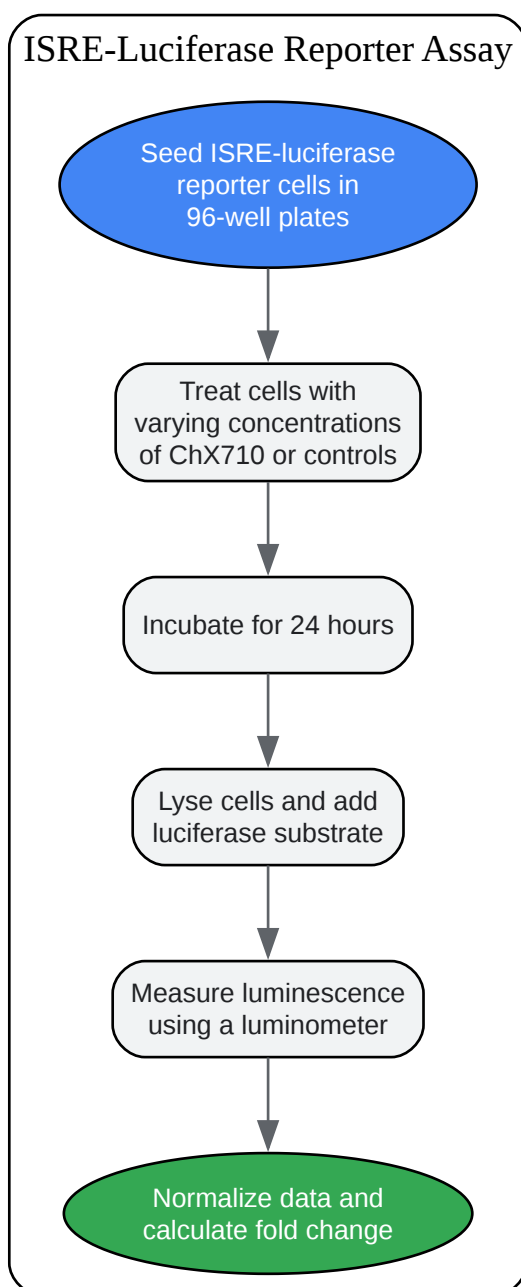 ISRE-Luciferase Reporter Assay
Seed ISRE-luciferase
reporter cells in
96-well plates
Treat cells with
varying concentrations
of ChX710 or controls
Incubate for 24 hours
Lyse cells and add
luciferase substrate
Measure luminescence
using a luminometer
Normalize data and
calculate fold change